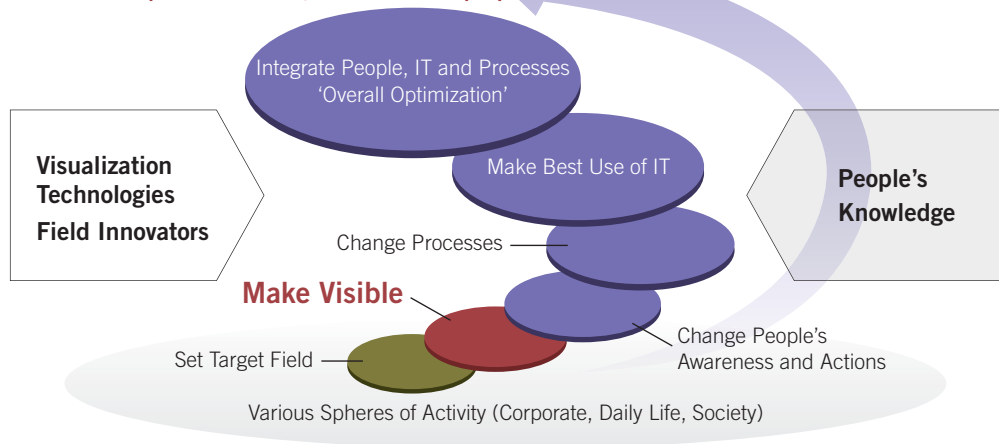 Integrate People, IT and Processes
‘Overall Optimization’
Visualization
Technologies
Field Innovators
Make Best Use of IT
People’s
Knowledge
Change Processes
Make Visible
Change People’s
Awareness and Actions
Set Target Field
Various Spheres of Activity (Corporate, Daily Life, Society)